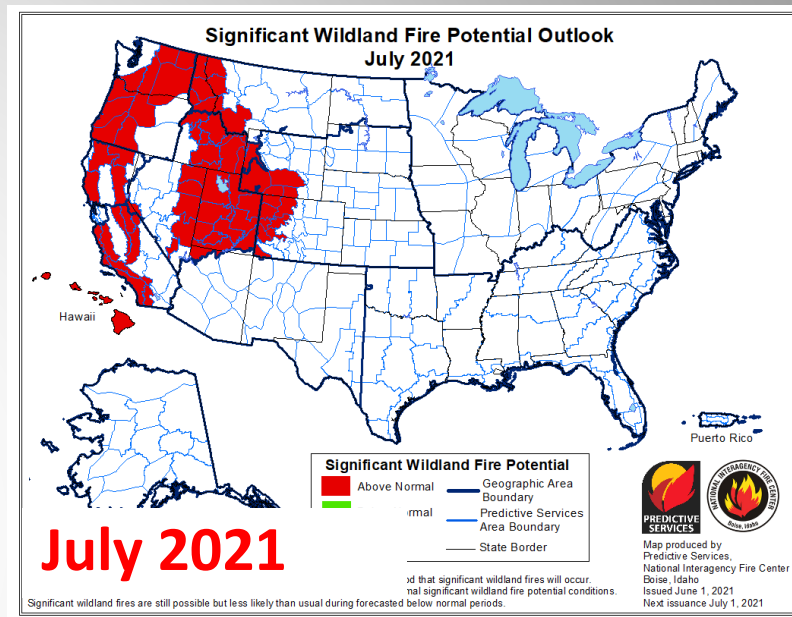 Significant Wildland Fire Potential Outlook
July 2021
Hawaii
Puerto Rico
Significant Wildland Fire Potential
Above Normal
Geographic Area
Boundary
Predictive Services
Area Boundary
State Border
PREDICTIVE
SERVICES
NATIONAL INTERAGENCY FIRE CENTER
Boise, Idaho
July 2021
Map produced by
Predictive Services,
National Interagency Fire Center
Boise, Idaho
Issued June 1, 2021
Next issuance July 1, 2021
that significant wildland fires will occur.
significant wildland fire potential conditions.
Significant wildland fires are still possible but less likely than usual during forecasted below normal periods.